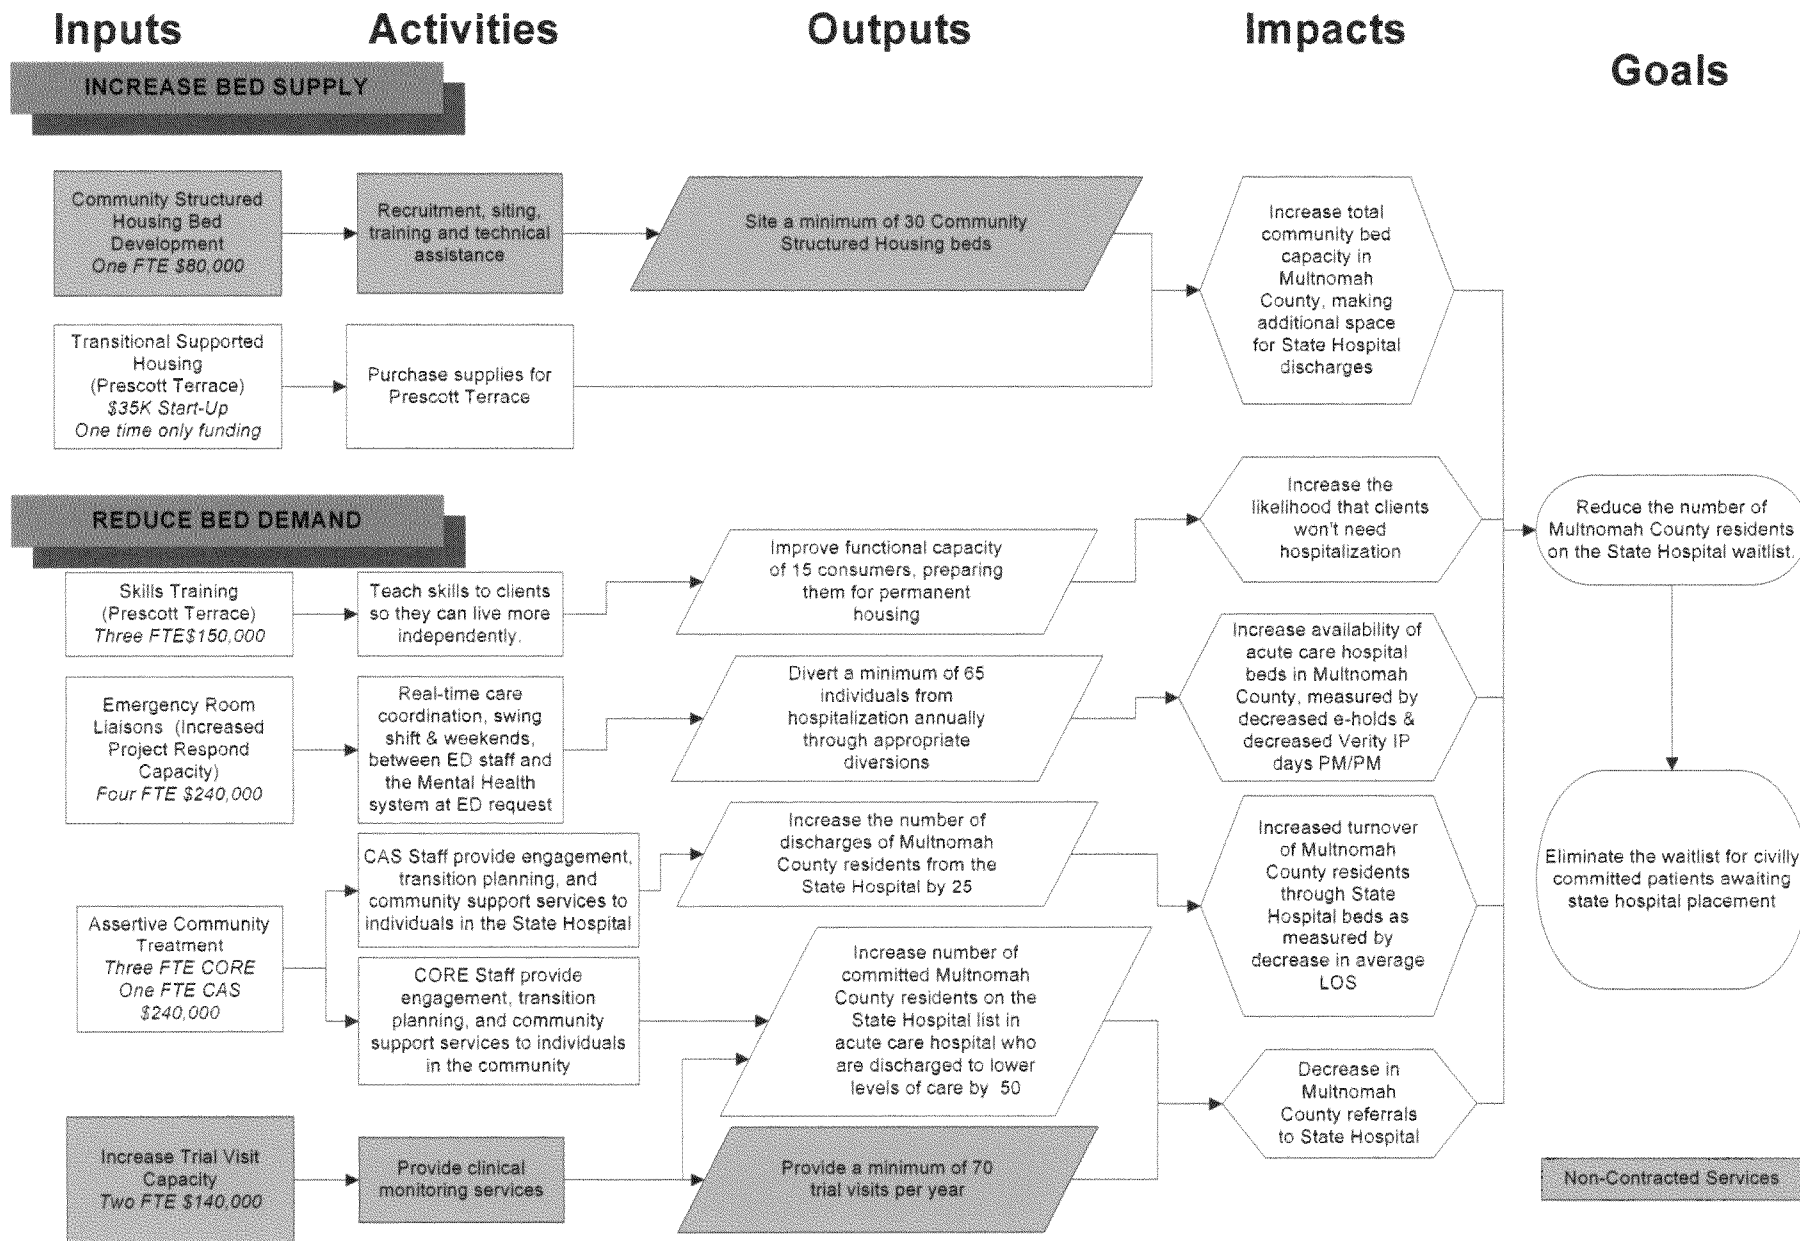 Inputs
Activities
Outputs
Impacts
Goals
INCREASE BED SUPPLY
Community Structured
Housing Bed
Development
One FTE $80,000
Recruitment, siting,
training and technical
assistance
Site a minimum of 30 Community
Structured Housing beds
Increase total
community bed
capacity in
Multnomah
County, making
additional space
for State Hospital
discharges
Transitional Supported
Housing
(Prescott Terrace)
$35K Start-Up
One time only funding
Purchase supplies for
Prescott Terrace
REDUCE BED DEMAND
Skills Training
(Prescott Terrace)
Three FTE$150,000
Teach skills to clients
so they can live more
independently.
Improve functional capacity
of 15 consumers, preparing
them for permanent
housing
Increase the
likelihood that clients
won't need
hospitalization
Reduce the number of
Multnomah County residents
on the State Hospital waitlist.
Emergency Room
Liaisons (Increased
Project Respond
Capacity)
Four FTE $240,000
Real-time care
coordination, swing
shift & weekends,
between ED staff and
the Mental Health
system at ED request
Divert a minimum of 65
individuals from
hospitalization annually
through appropriate
diversions
Increase availability of
acute care hospital
beds in Multnomah
County, measured by
decreased e-holds &
decreased Verity IP
days PM/PM
Assertive Community
Treatment
Three FTE CORE
One FTE CAS
$240,000
CAS Staff provide engagement,
transition planning, and
community support services to
individuals in the State Hospital
Increase the number of
discharges of Multnomah
County residents from the
State Hospital by 25
Increased turnover
of Multnomah
County residents
through State
Hospital beds as
measured by
decrease in average
LOS
Eliminate the waitlist for civilly
committed patients awaiting
state hospital placement
CORE Staff provide
engagement, transition
planning, and community
support services to individuals
in the community
Increase number of
committed Multnomah
County residents on the
State Hospital list in
acute care hospital who
are discharged to lower
levels of care by 50
Decrease in
Multnomah
County referrals
to State Hospital
Increase Trial Visit
Capacity
Two FTE $140,000
Provide clinical
monitoring services
Provide a minimum of 70
trial visits per year
Non-Contracted Services